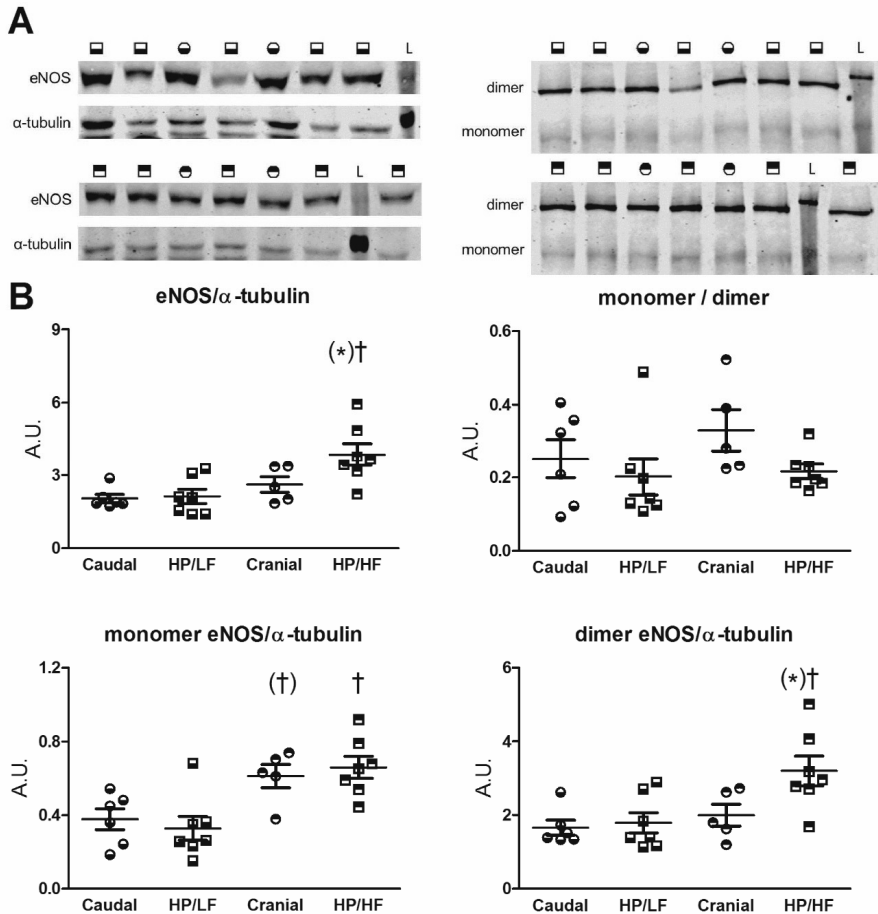 A
L
eNOS
α-tubulin
L
eNOS
α-tubulin
L
dimer
monomer
L
dimer
monomer
B
eNOS/α-tubulin
A.U.
9
6
3
0
(*)†
Caudal HP/LF Cranial HP/HF
monomer / dimer
A.U.
0.6
0.4
0.2
0.0
Caudal HP/LF Cranial HP/HF
monomer eNOS/α-tubulin
A.U.
1.2
0.8
0.4
0.0
(†) †
Caudal HP/LF Cranial HP/HF
dimer eNOS/α-tubulin
A.U.
6
4
2
0
(*)†
Caudal HP/LF Cranial HP/HF